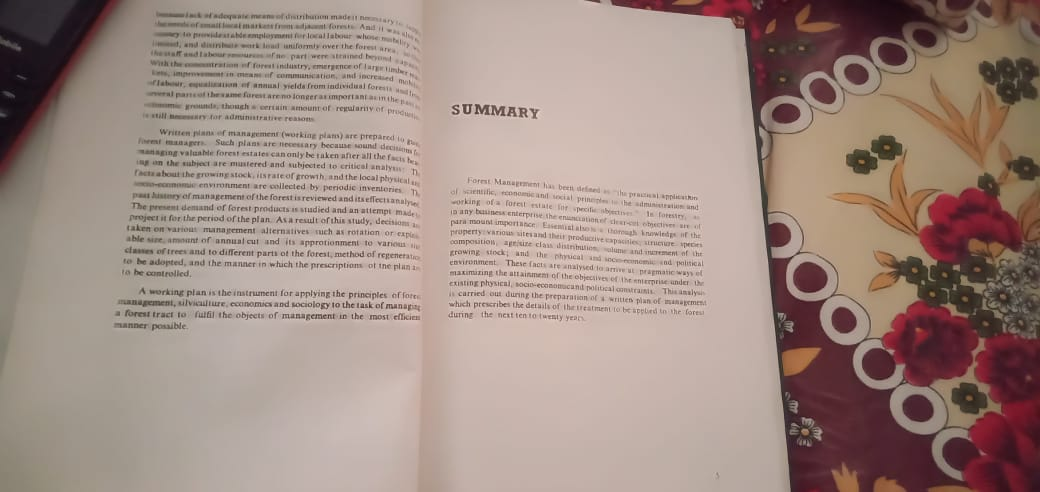 because lack of adequate means of distribution made it necessary to
the needs of small local markets from adjacent forests. And it was also
to provide stable employment for local labour whose mobility
limited, and distribute work load uniformly over the forest area, so
the staff and labour resources of no part were strained beyond
With the concentration of forest industry, emergence of large timber
improvement in means of communication, and increased
of labour, equalization of annual yields from individual forests and from
several parts of the same forest are no longer as important as in the past
economic grounds, though a certain amount of regularity of
is still necessary for administrative reasons.
Written plans of management (working plans) are prepared to
forest managers. Such plans are necessary because sound decisions
managing valuable forest estates can only be taken after all the facts
ing on the subject are mustered and subjected to critical analysis. The
facts about the growing stock, its rate of growth, and the local physical and
socio-economic environment are collected by periodic inventories. The
past history of management of the forest is reviewed and its effects analysed
The present demand of forest products is studied and an attempt made to
project it for the period of the plan. As a result of this study, decisions are
taken on various management alternatives such as rotation or
able size, amount of annual cut and its approtionment to various
classes of trees and to different parts of the forest, method of regeneration
to be adopted, and the manner in which the prescriptions of the plan are
to be controlled.
A working plan is the instrument for applying the principles of forest
management, silviculture, economics and sociology to the task of managing
a forest tract to fulfil the objects of management in the most efficient
manner possible.
SUMMARY
Forest Management has been defined as "the practical application
of scientific, economic and social principles to the administration and
working of a forest estate for specific objectives". In forestry, as
in any business enterprise, the enunciation of clear-cut objectives are of
para mount importance. Essential also is a thorough knowledge of the
property: various sites and their productive capacities; structure, species
composition, age/size class distribution, volume and increment of the
growing stock; and the physical and socio-economic and political
environment. These facts are analysed to arrive at pragmatic ways of
maximizing the attainment of the objectives of the enterprise under the
existing physical, socio-economic and political constraints. This analysis
is carried out during the preparation of a written plan of management
which prescribes the details of the treatment to be applied to the forest
during the next ten to twenty years.